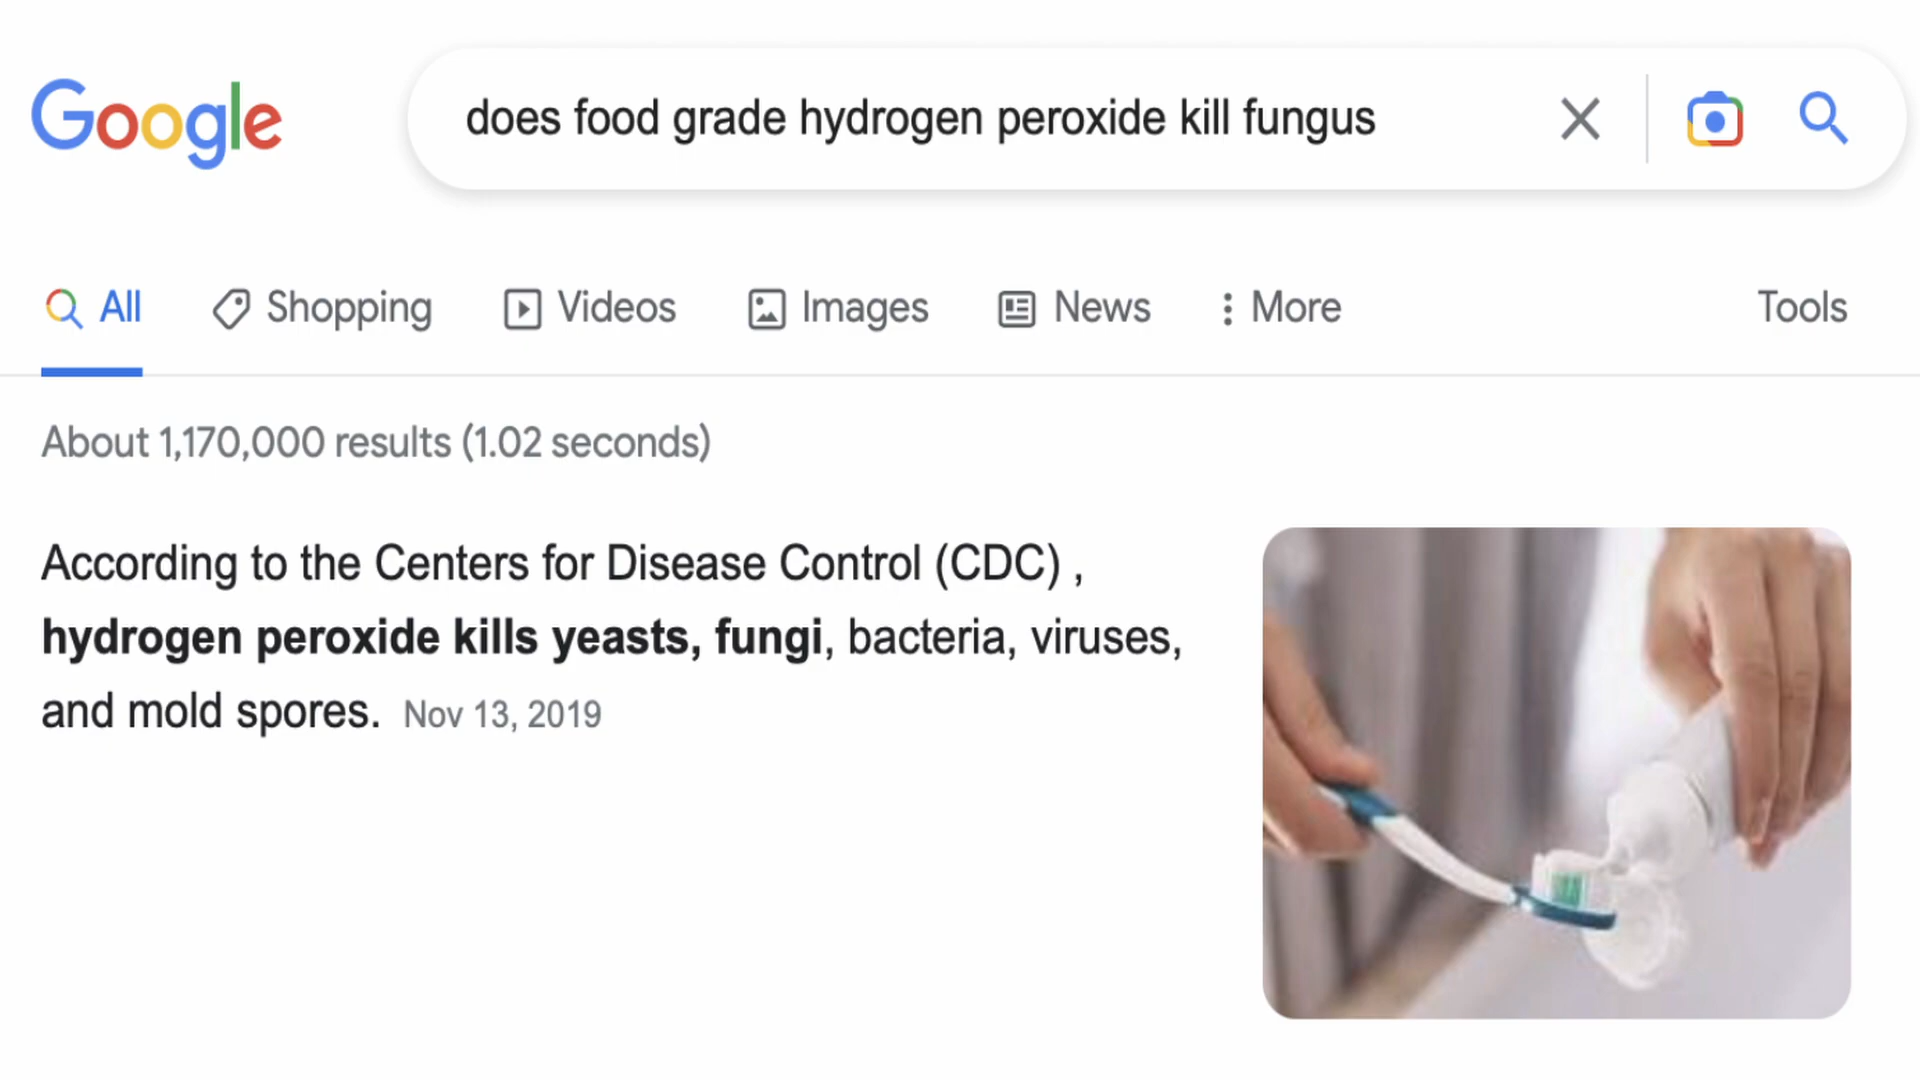 Google
does food grade hydrogen peroxide kill fungus
All Shopping Videos Images News More Tools
About 1,170,000 results (1.02 seconds)
According to the Centers for Disease Control (CDC) ,
hydrogen peroxide kills yeasts, fungi, bacteria, viruses,
and mold spores. Nov 13, 2019